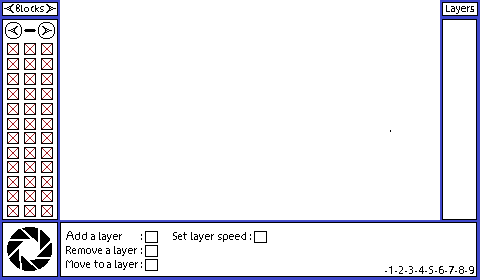 Blocks
Layers
Add a layer :
Set layer speed :
Remove a layer :
Move to a layer :
-1-2-3-4-5-6-7-8-9